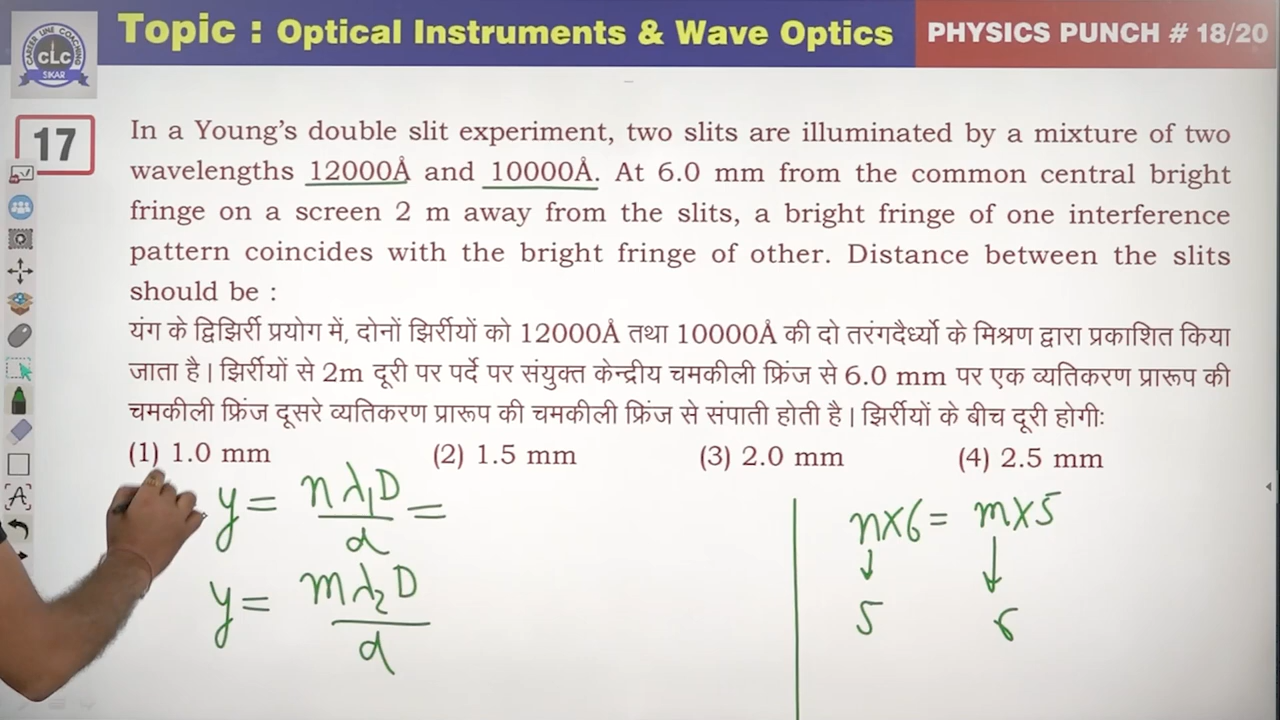 Topic : Optical Instruments & Wave Optics
PHYSICS PUNCH # 18/20
CAREER LINE COACHING
CLC
SIKAR
17
In a Young's double slit experiment, two slits are illuminated by a mixture of two
wavelengths 12000Å and 10000Å. At 6.0 mm from the common central bright
fringe on a screen 2 m away from the slits, a bright fringe of one interference
pattern coincides with the bright fringe of other. Distance between the slits
should be :
यंग के द्विझिर्री प्रयोग में, दोनों झिर्रीयों को 12000Å तथा 10000Å की दो तरंगदैर्ध्यो के मिश्रण द्वारा प्रकाशित किया
जाता है। झिर्रीयों से 2m दूरी पर पर्दे पर संयुक्त केन्द्रीय चमकीली फ्रिंज से 6.0 mm पर एक व्यतिकरण प्रारूप की
चमकीली फ्रिंज दूसरे व्यतिकरण प्रारूप की चमकीली फ्रिंज से संपाती होती है। झिर्रीयों के बीच दूरी होगीः
(1) 1.0 mm (2) 1.5 mm (3) 2.0 mm (4) 2.5 mm
y = nλ₁D/d =
y = mλ₂D/d
n×6 = m×5
↓ ↓
5 6